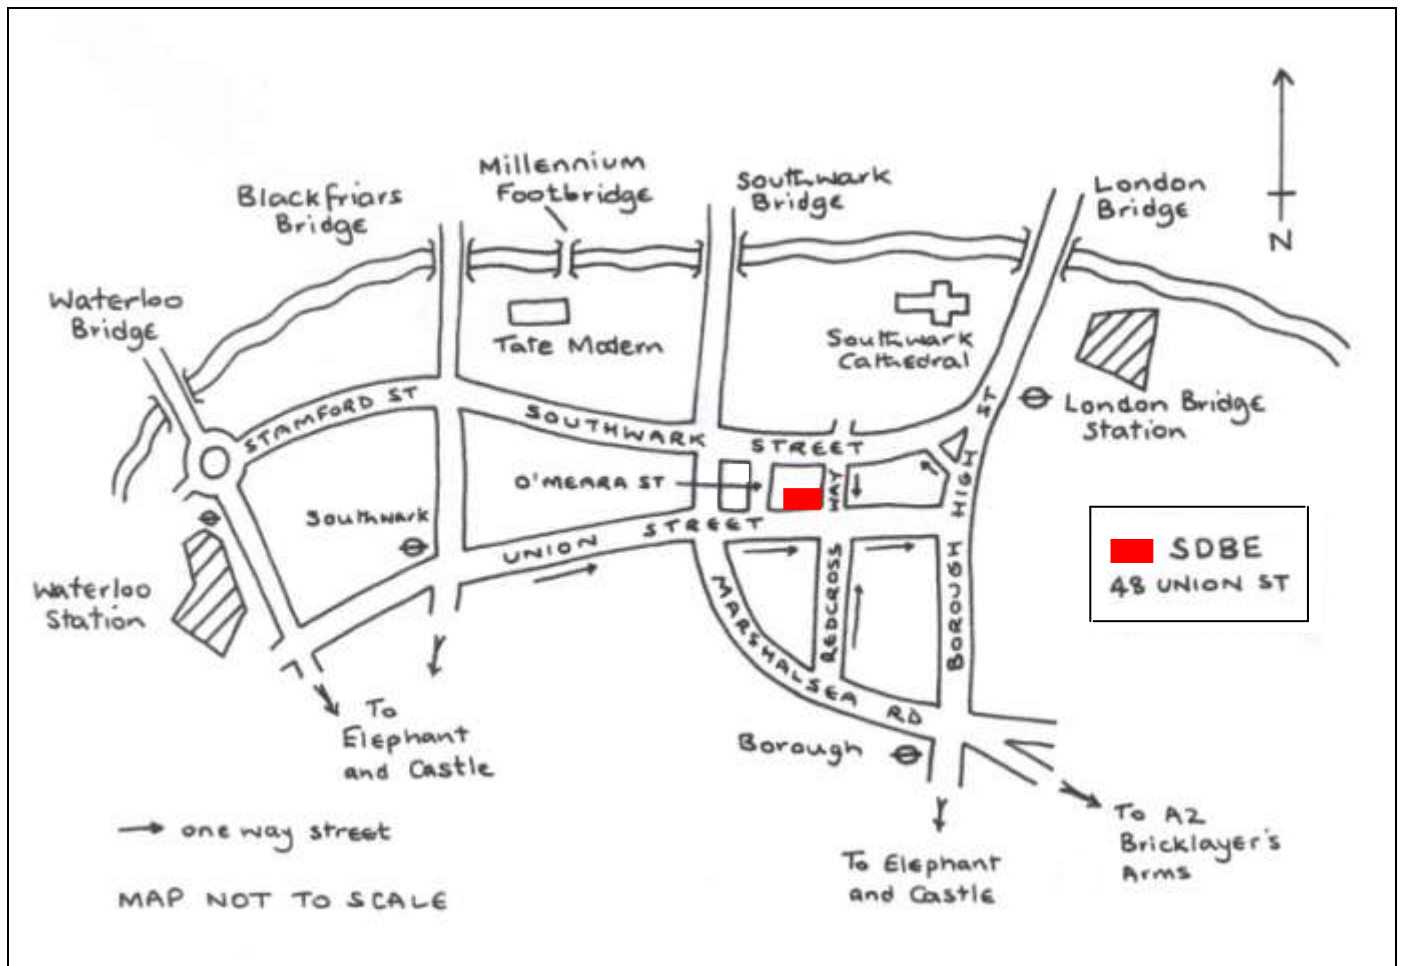 Millennium
Footbridge
Southwark
Bridge
London
Bridge
Blackfriars
Bridge
N
Waterloo
Bridge
Tate Modern
Southwark
Cathedral
STAMFORD ST
SOUTHWARK STREET
London Bridge
Station
O'MEARA ST
Southwark
UNION STREET
REDCROSS WAY
BOROUGH HIGH ST
SDBE
48 UNION ST
Waterloo
Station
MARSHALSEA RD
To
Elephant
and Castle
Borough
one way street
To A2
Bricklayer's
Arms
To Elephant
and Castle
MAP NOT TO SCALE